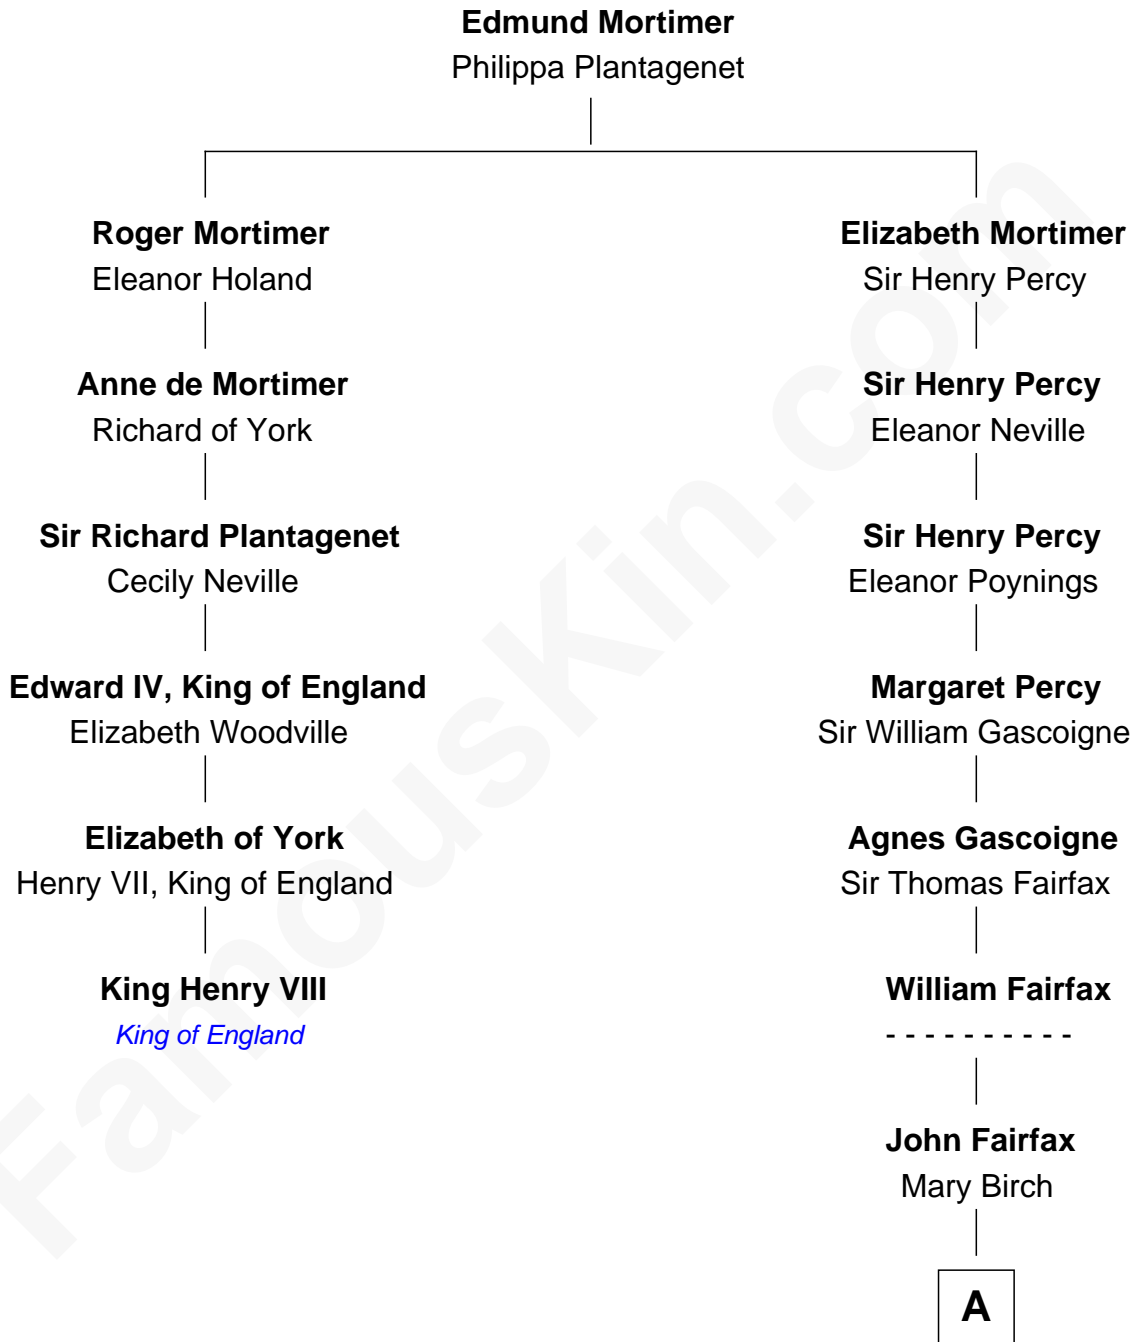 Edmund Mortimer
Philippa Plantagenet
Roger Mortimer
Eleanor Holand
Elizabeth Mortimer
Sir Henry Percy
Anne de Mortimer
Richard of York
Sir Henry Percy
Eleanor Neville
Sir Richard Plantagenet
Cecily Neville
Sir Henry Percy
Eleanor Poynings
Edward IV, King of England
Elizabeth Woodville
Margaret Percy
Sir William Gascoigne
Elizabeth of York
Henry VII, King of England
Agnes Gascoigne
Sir Thomas Fairfax
King Henry VIII
King of England
William Fairfax
- - - - - - - - - -
John Fairfax
Mary Birch
A
FamousKin.com